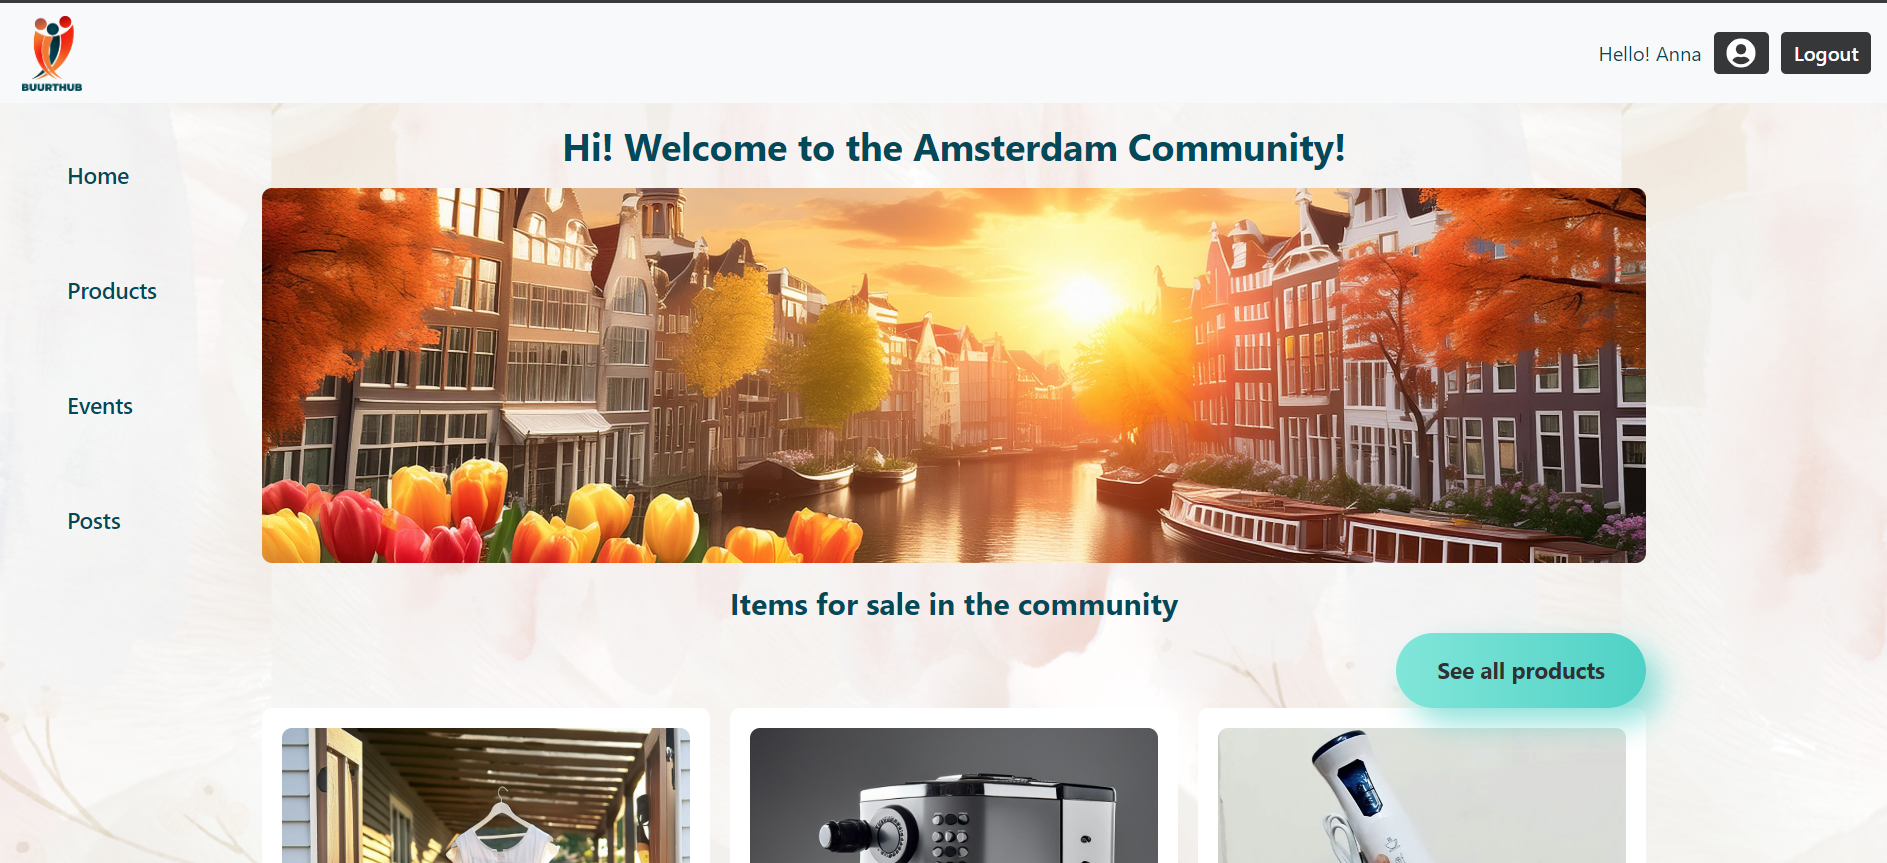 BUURTHUB
Hello! Anna
Logout
Home
Products
Events
Posts
Hi! Welcome to the Amsterdam Community!
Items for sale in the community
See all products